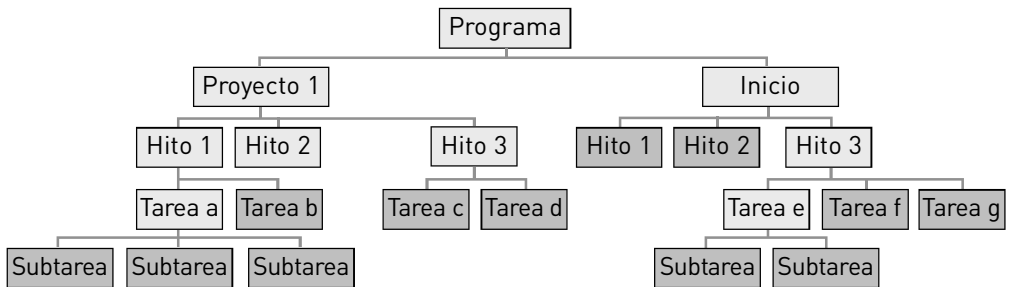 Programa
Proyecto 1
Inicio
Hito 1
Hito 2
Hito 3
Hito 1
Hito 2
Hito 3
Tarea a
Tarea b
Tarea c
Tarea d
Tarea e
Tarea f
Tarea g
Subtarea
Subtarea
Subtarea
Subtarea
Subtarea